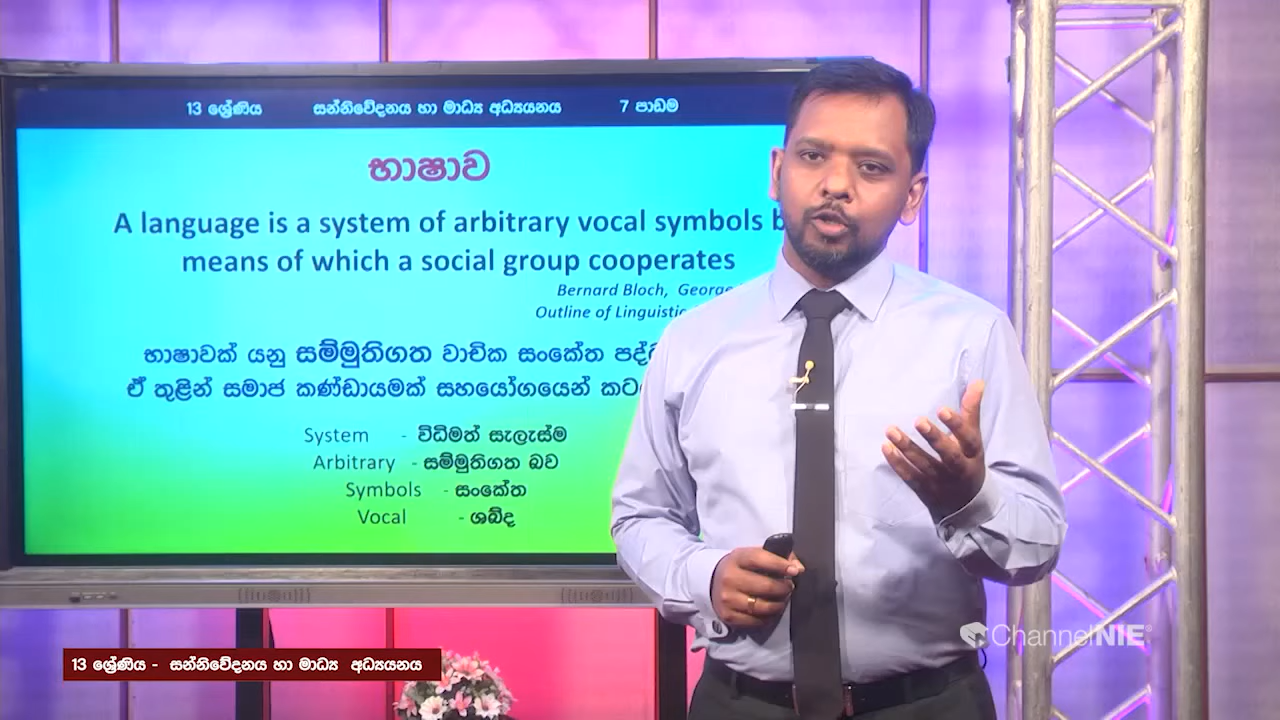 13 ශ්‍රේණිය සන්නිවේදනය හා මාධ්‍ය අධ්‍යයනය 7 පාඩම
භාෂාව
A language is a system of arbitrary vocal symbols
means of which a social group cooperates
Bernard Bloch, George
Outline of Linguistic
භාෂාවක් යනු සම්මුතිගත වාචික සංකේත
ඒ තුළින් සමාජ කණ්ඩායමක් සහයෝගයෙන්
System - විධිමත් සැලැස්ම
Arbitrary - සම්මුතිගත බව
Symbols - සංකේත
Vocal - ශබ්ද
13 ශ්‍රේණිය - සන්නිවේදනය හා මාධ්‍ය අධ්‍යයනය
ChannelNIE